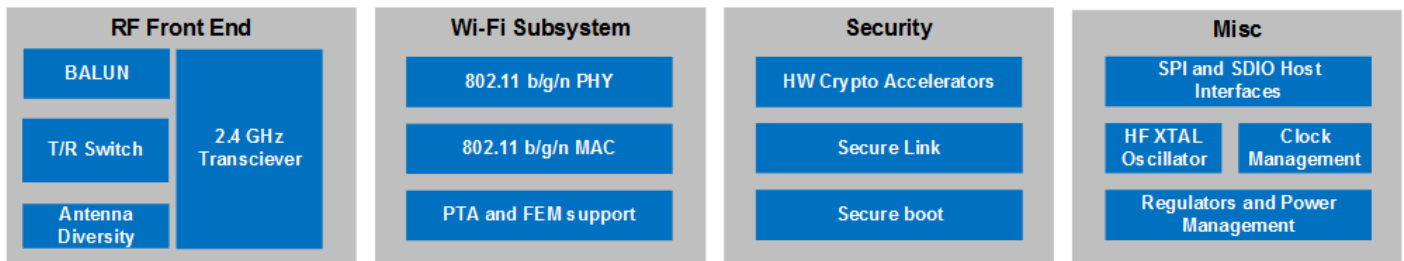 RF Front End
BALUN
T/R Switch
Antenna
Diversity
2.4 GHz
Transciever
Wi-Fi Subsystem
802.11 b/g/n PHY
802.11 b/g/n MAC
PTA and FEM support
Security
HW Crypto Accelerators
Secure Link
Secure boot
Misc
SPI and SDIO Host
Interfaces
HF XTAL
Oscillator
Clock
Management
Regulators and Power
Management